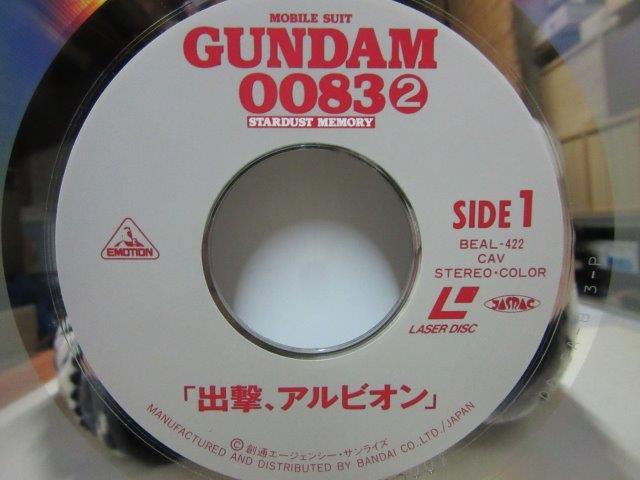 MOBILE SUIT
GUNDAM
0083②
STARDUST MEMORY
SIDE 1
BEAL-422
CAV
STEREO・COLOR
EMOTION
LASER DISC
JASRAC
「出撃、アルビオン」
©創通エージェンシー・サンライズ
MANUFACTURED AND DISTRIBUTED BY BANDAI CO.,LTD./JAPAN